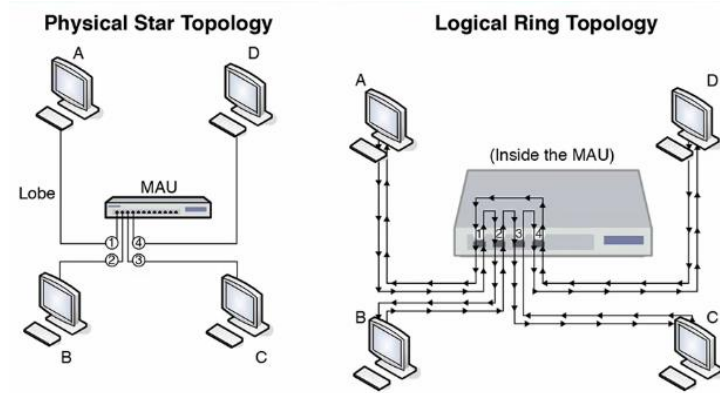 Physical Star Topology
A
D
Lobe
MAU
1
4
2
3
B
C
Logical Ring Topology
A
D
(Inside the MAU)
1
2
3
4
B
C